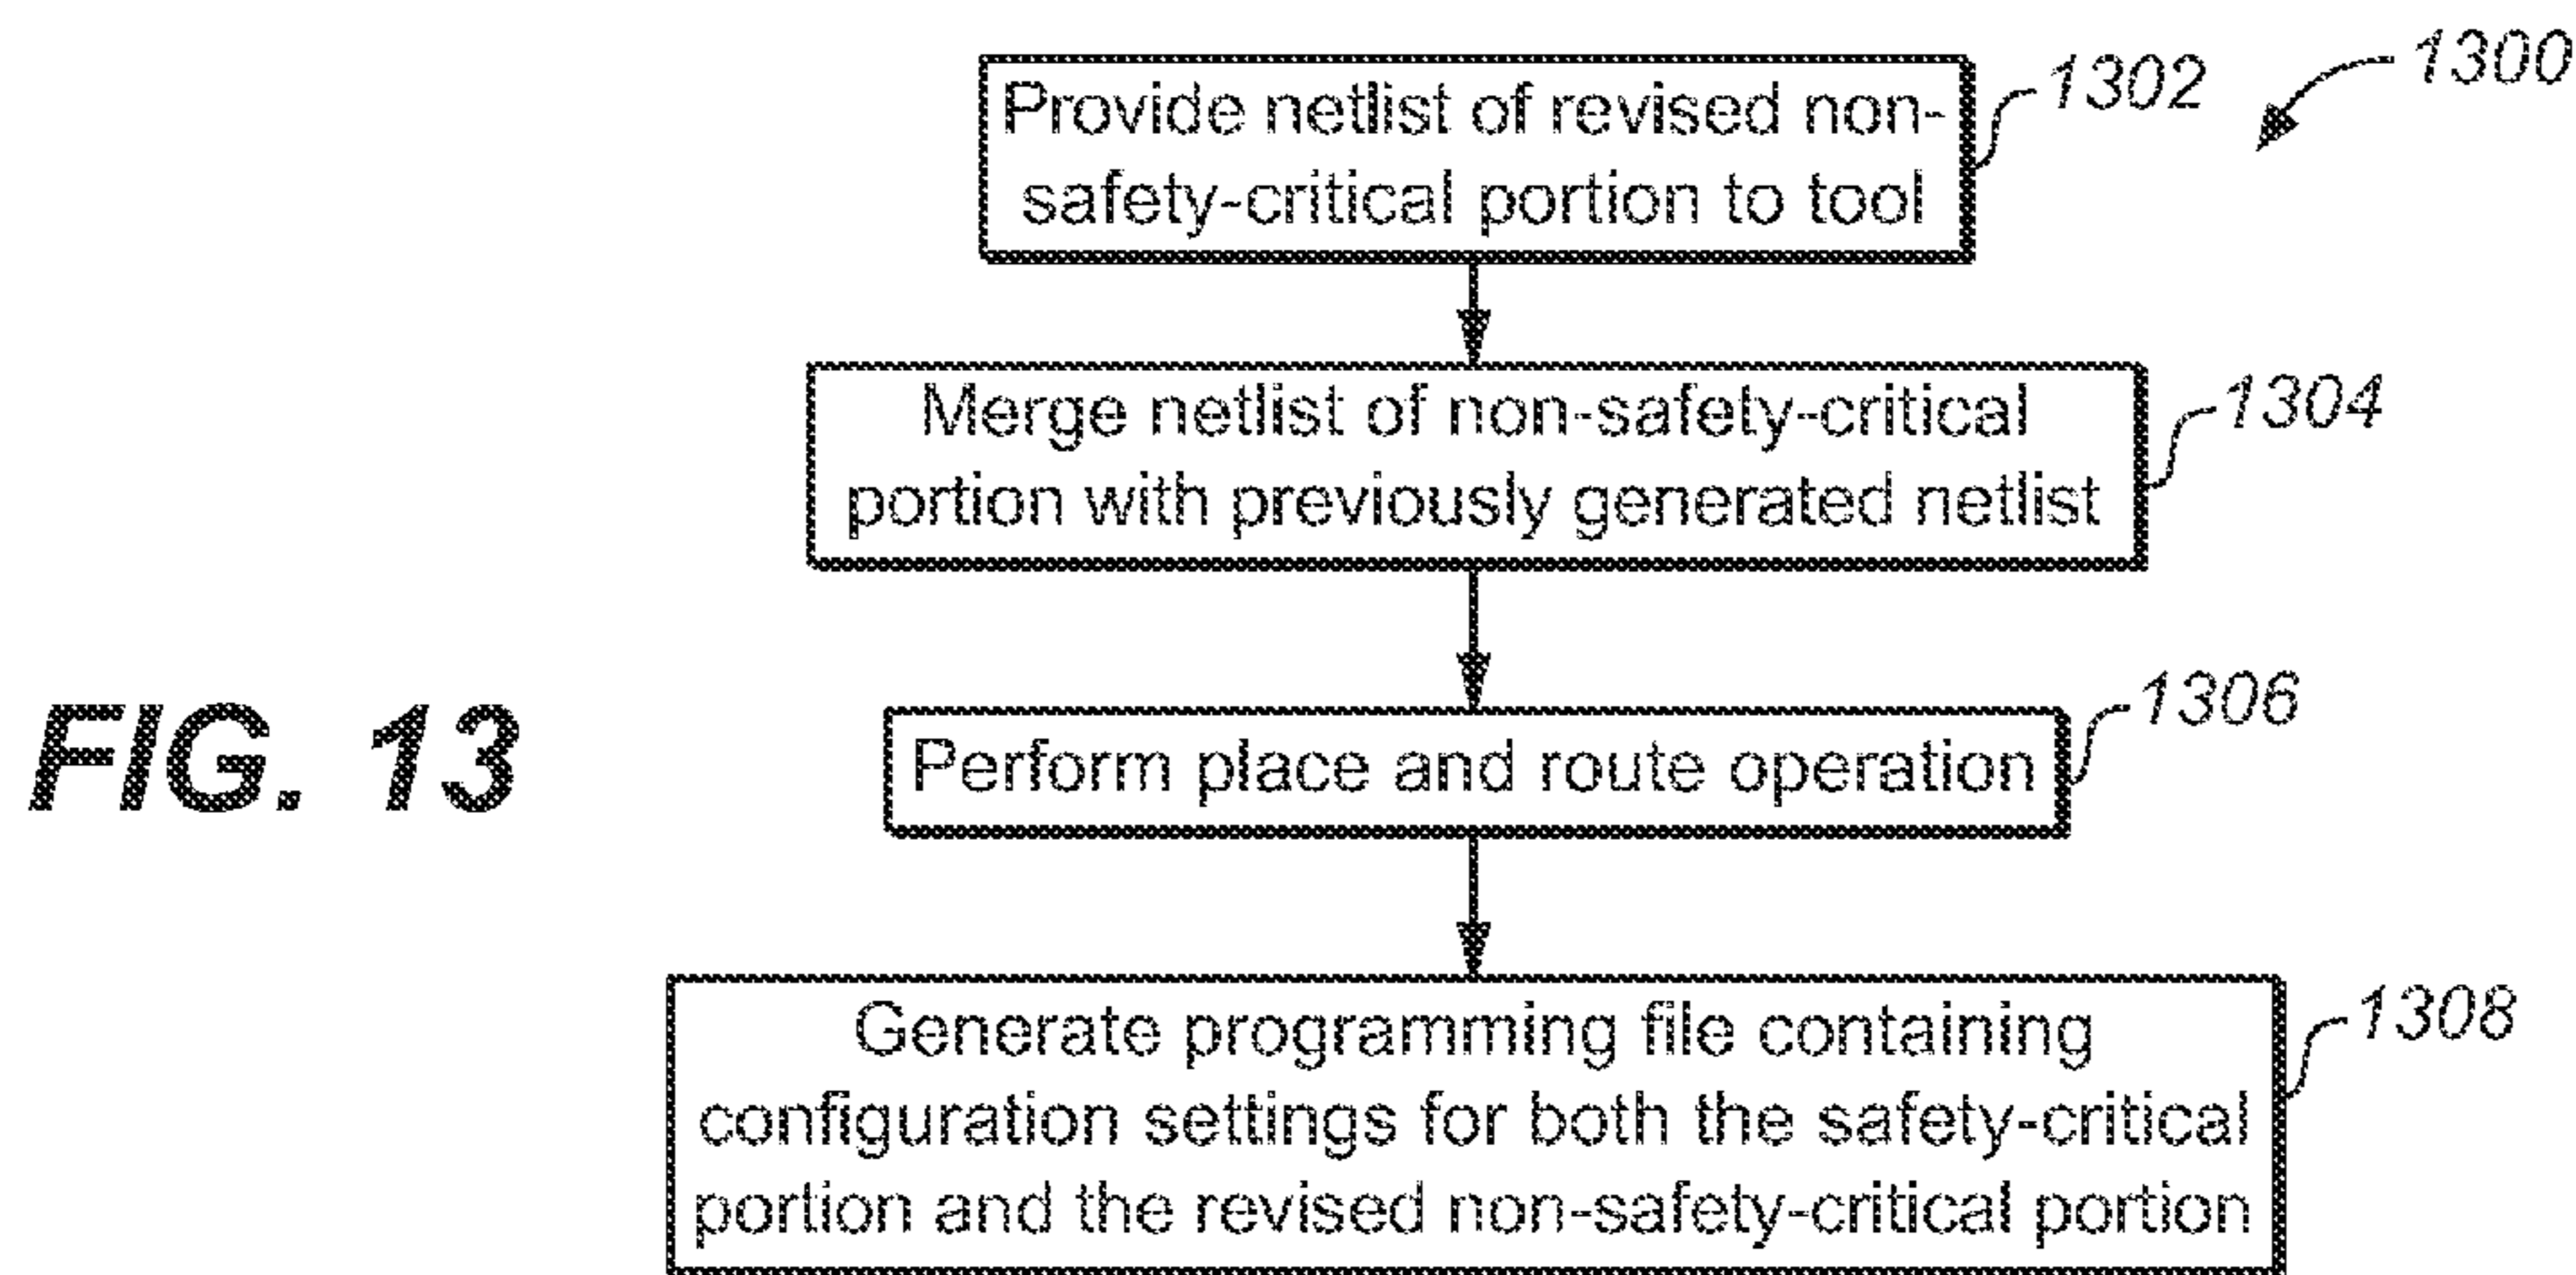 1300
Provide netlist of revised non-
safety-critical portion to tool
1302
Merge netlist of non-safety-critical
portion with previously generated netlist
1304
Perform place and route operation
1306
FIG. 13
Generate programming file containing
configuration settings for both the safety-critical
portion and the revised non-safety-critical portion
1308